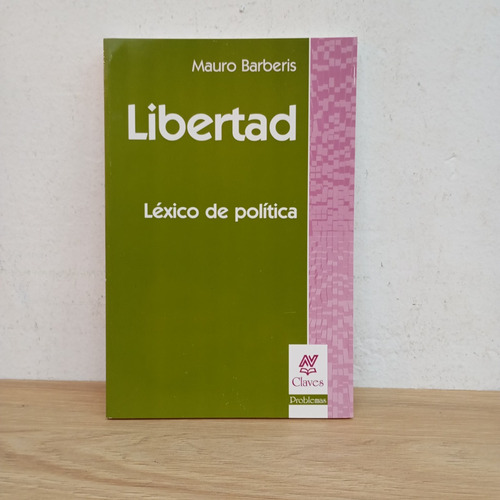 Mauro Barberis
Libertad
Léxico de política
Claves
Problemas